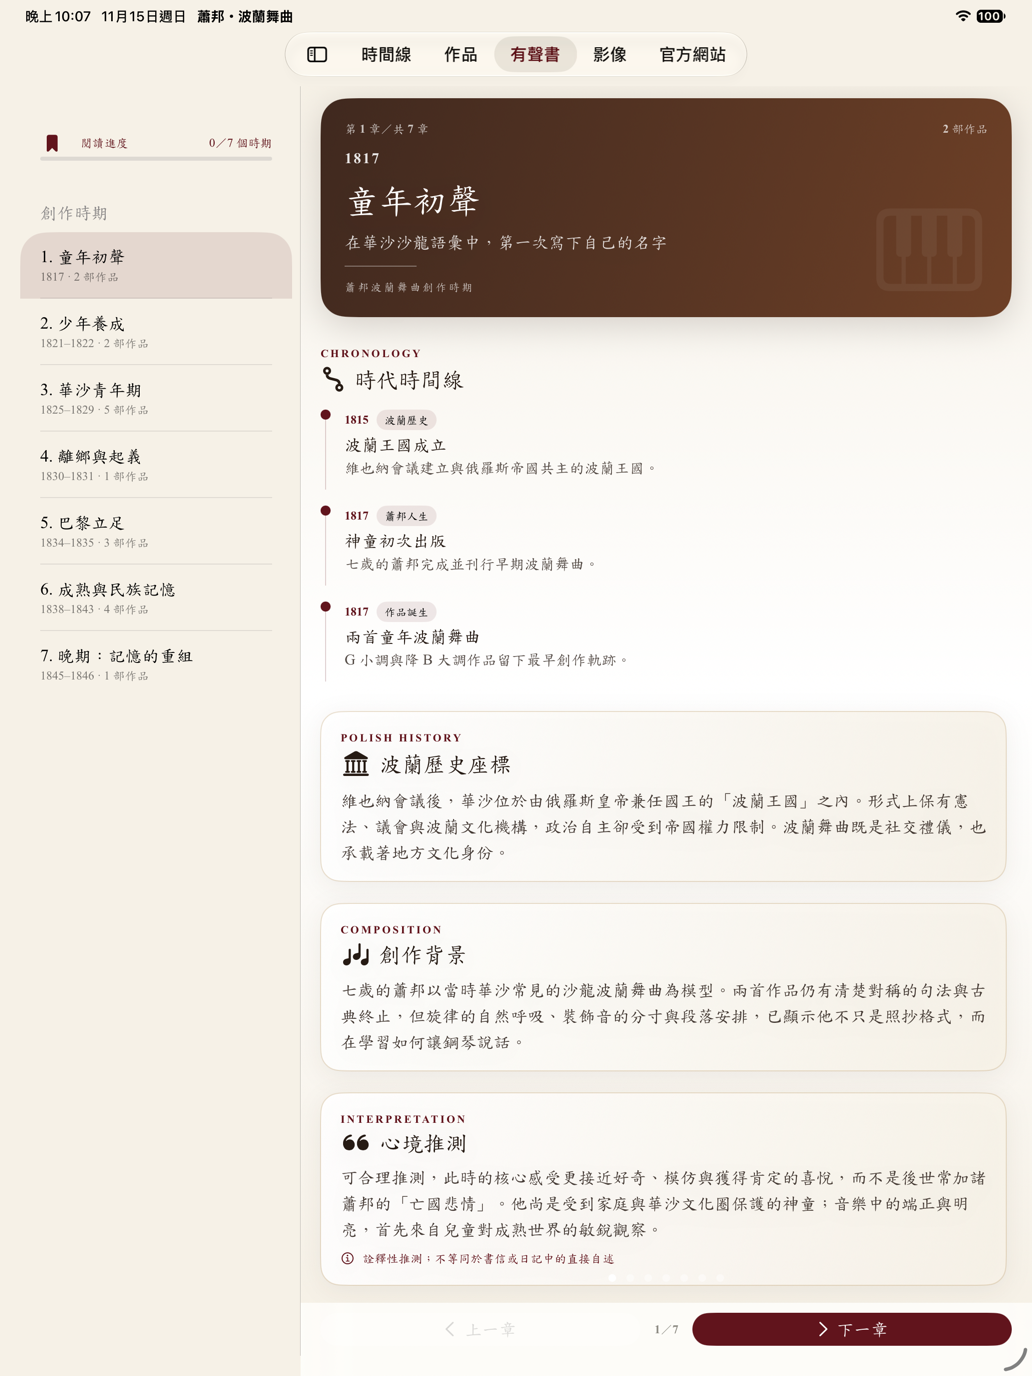 晚上10:07 11月15日週日 蕭邦・波蘭舞曲
100
時間線 作品 有聲書 影像 官方網站
閱讀進度 0／7 個時期
創作時期
1. 童年初聲
1817 · 2 部作品
2. 少年養成
1821–1822 · 2 部作品
3. 華沙青年期
1825–1829 · 5 部作品
4. 離鄉與起義
1830–1831 · 1 部作品
5. 巴黎立足
1834–1835 · 3 部作品
6. 成熟與民族記憶
1838–1843 · 4 部作品
7. 晚期：記憶的重組
1845–1846 · 1 部作品
第 1 章／共 7 章
2 部作品
1817
童年初聲
在華沙沙龍語彙中，第一次寫下自己的名字
蕭邦波蘭舞曲創作時期
CHRONOLOGY
時代時間線
1815 波蘭歷史
波蘭王國成立
維也納會議建立與俄羅斯帝國共主的波蘭王國。
1817 蕭邦人生
神童初次出版
七歲的蕭邦完成並刊行早期波蘭舞曲。
1817 作品誕生
兩首童年波蘭舞曲
G 小調與降 B 大調作品留下最早創作軌跡。
POLISH HISTORY
波蘭歷史座標
維也納會議後，華沙位於由俄羅斯皇帝兼任國王的「波蘭王國」之內。形式上保有憲
法、議會與波蘭文化機構，政治自主卻受到帝國權力限制。波蘭舞曲既是社交禮儀，也
承載著地方文化身份。
COMPOSITION
創作背景
七歲的蕭邦以當時華沙常見的沙龍波蘭舞曲為模型。兩首作品仍有清楚對稱的句法與古
典終止，但旋律的自然呼吸、裝飾音的分寸與段落安排，已顯示他不只是照抄格式，而
在學習如何讓鋼琴說話。
INTERPRETATION
心境推測
可合理推測，此時的核心感受更接近好奇、模仿與獲得肯定的喜悅，而不是後世常加諸
蕭邦的「亡國悲情」。他尚是受到家庭與華沙文化圈保護的神童；音樂中的端正與明
亮，首先來自兒童對成熟世界的敏銳觀察。
詮釋性推測；不等同於書信或日記中的直接自述
上一章 1／7 下一章